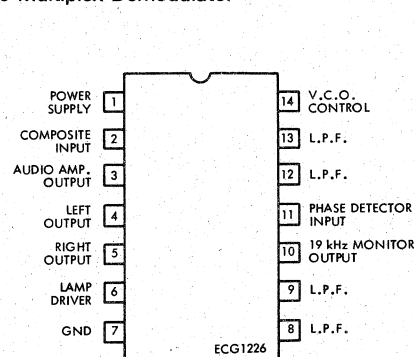 Multiplex Demodulator
POWER
SUPPLY 1
COMPOSITE
INPUT 2
AUDIO AMP.
OUTPUT 3
LEFT
OUTPUT 4
RIGHT
OUTPUT 5
LAMP
DRIVER 6
GND 7
14 V.C.O.
CONTROL
13 L.P.F.
12 L.P.F.
11 PHASE DETECTOR
INPUT
10 19 kHz MONITOR
OUTPUT
9 L.P.F.
8 L.P.F.
ECG1226